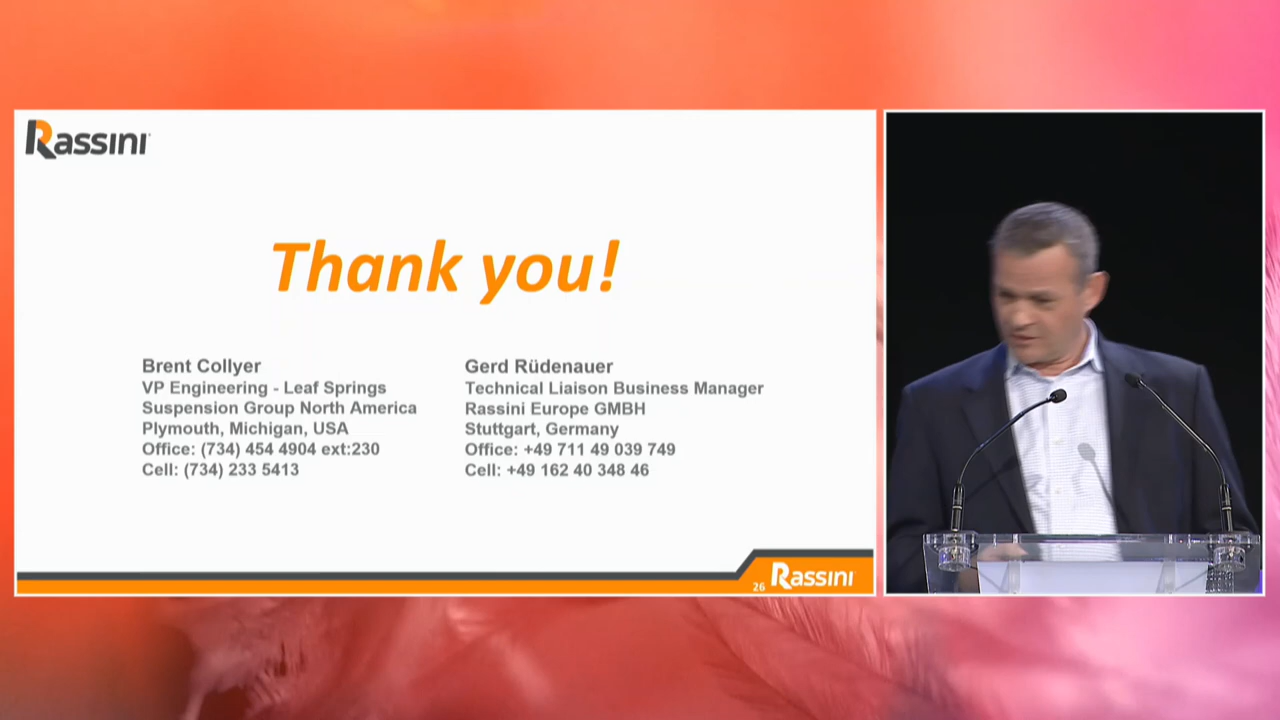 Rassini
Thank you!
Brent Collyer
VP Engineering - Leaf Springs
Suspension Group North America
Plymouth, Michigan, USA
Office: (734) 454 4904 ext:230
Cell: (734) 233 5413
Gerd Rüdenauer
Technical Liaison Business Manager
Rassini Europe GMBH
Stuttgart, Germany
Office: +49 711 49 039 749
Cell: +49 162 40 348 46
26
Rassini